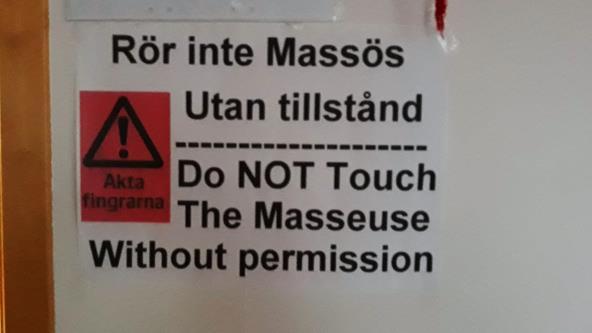 Rör inte Massös
Utan tillstånd
--------------------
Akta
fingrarna
Do NOT Touch
The Masseuse
Without permission